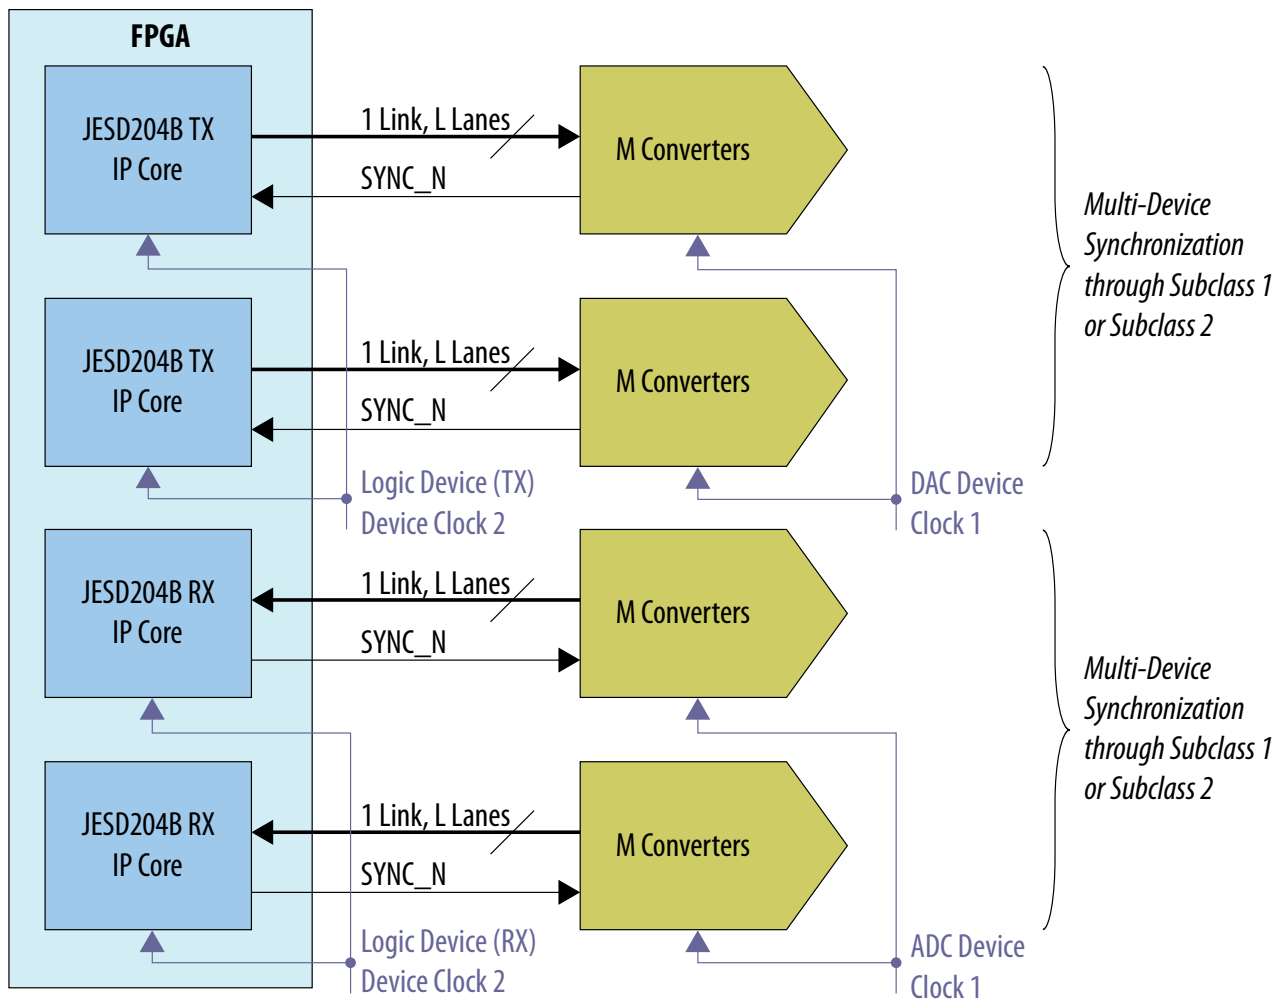 FPGA
JESD204B TX
IP Core
1 Link, L Lanes
SYNC_N
M Converters
JESD204B TX
IP Core
1 Link, L Lanes
SYNC_N
M Converters
Multi-Device
Synchronization
through Subclass 1
or Subclass 2
Logic Device (TX)
Device Clock 2
DAC Device
Clock 1
JESD204B RX
IP Core
1 Link, L Lanes
SYNC_N
M Converters
JESD204B RX
IP Core
1 Link, L Lanes
SYNC_N
M Converters
Multi-Device
Synchronization
through Subclass 1
or Subclass 2
Logic Device (RX)
Device Clock 2
ADC Device
Clock 1